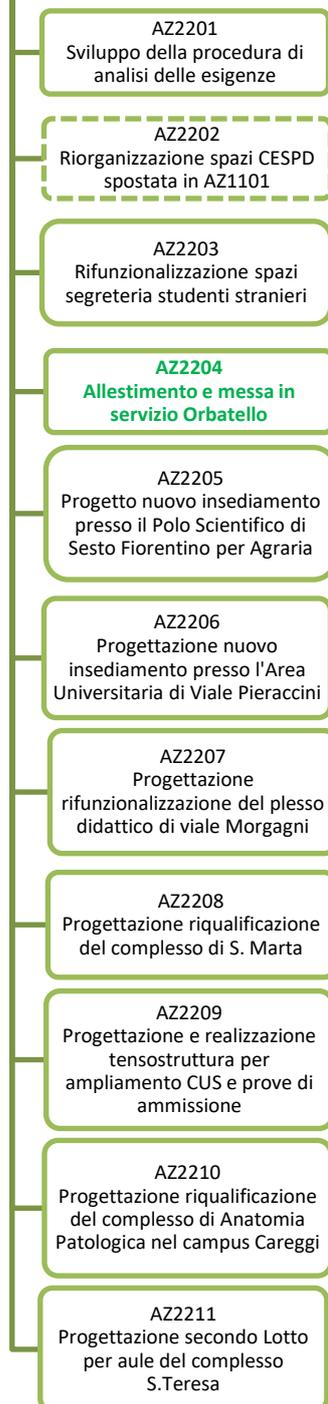 AZ2201
Sviluppo della procedura di
analisi delle esigenze
AZ2202
Riorganizzazione spazi CESPD
spostata in AZ1101
AZ2203
Rifunzionalizzazione spazi
segreteria studenti stranieri
AZ2204
Allestimento e messa in
servizio Orbatello
AZ2205
Progetto nuovo insediamento
presso il Polo Scientifico di
Sesto Fiorentino per Agraria
AZ2206
Progettazione nuovo
insediamento presso l'Area
Universitaria di Viale Pieraccini
AZ2207
Progettazione
rifunzionalizzazione del plesso
didattico di viale Morgagni
AZ2208
Progettazione riqualificazione
del complesso di S. Marta
AZ2209
Progettazione e realizzazione
tensostruttura per
ampliamento CUS e prove di
ammissione
AZ2210
Progettazione riqualificazione
del complesso di Anatomia
Patologica nel campus Careggi
AZ2211
Progettazione secondo Lotto
per aule del complesso
S.Teresa